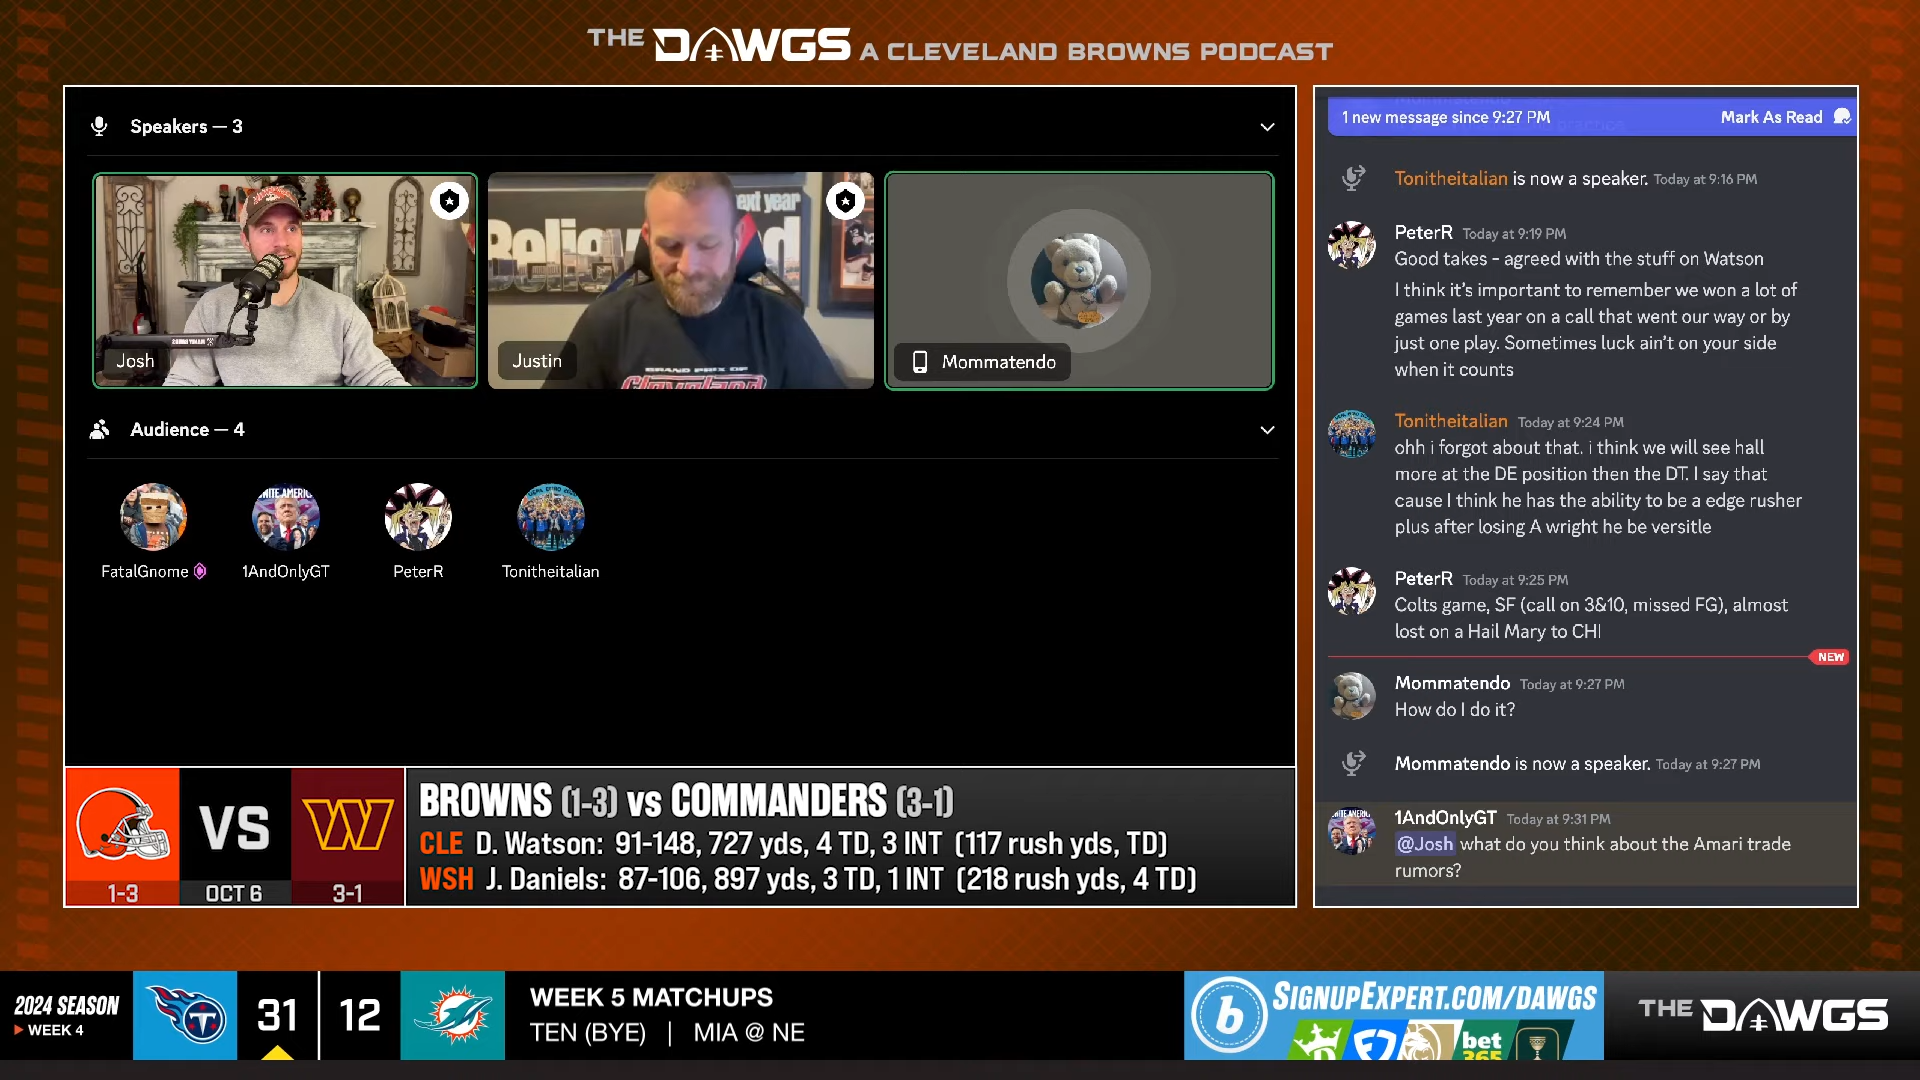 THE DAWGS A CLEVELAND BROWNS PODCAST
Speakers — 3
Believe
next year
Josh
Justin
GRAND PRIX OF
Cleveland
Mommatendo
Audience — 4
FatalGnome
1AndOnlyGT
PeterR
Tonitheitalian
1 new message since 9:27 PM
Mark As Read
Tonitheitalian is now a speaker. Today at 9:16 PM
PeterR Today at 9:19 PM
Good takes - agreed with the stuff on Watson
I think it's important to remember we won a lot of
games last year on a call that went our way or by
just one play. Sometimes luck ain't on your side
when it counts
Tonitheitalian Today at 9:24 PM
ohh i forgot about that. i think we will see hall
more at the DE position then the DT. I say that
cause I think he has the ability to be a edge rusher
plus after losing A wright he be versitle
PeterR Today at 9:25 PM
Colts game, SF (call on 3&10, missed FG), almost
lost on a Hail Mary to CHI
NEW
Mommatendo Today at 9:27 PM
How do I do it?
Mommatendo is now a speaker. Today at 9:27 PM
1AndOnlyGT Today at 9:31 PM
@Josh what do you think about the Amari trade
rumors?
VS
W
1-3
OCT 6
3-1
BROWNS (1-3) vs COMMANDERS (3-1)
CLE D. Watson: 91-148, 727 yds, 4 TD, 3 INT (117 rush yds, TD)
WSH J. Daniels: 87-106, 897 yds, 3 TD, 1 INT (218 rush yds, 4 TD)
2024 SEASON
WEEK 4
T
31
12
WEEK 5 MATCHUPS
TEN (BYE) | MIA @ NE
b
SIGNUPEXPERT.COM/DAWGS
bet
365
THE DAWGS